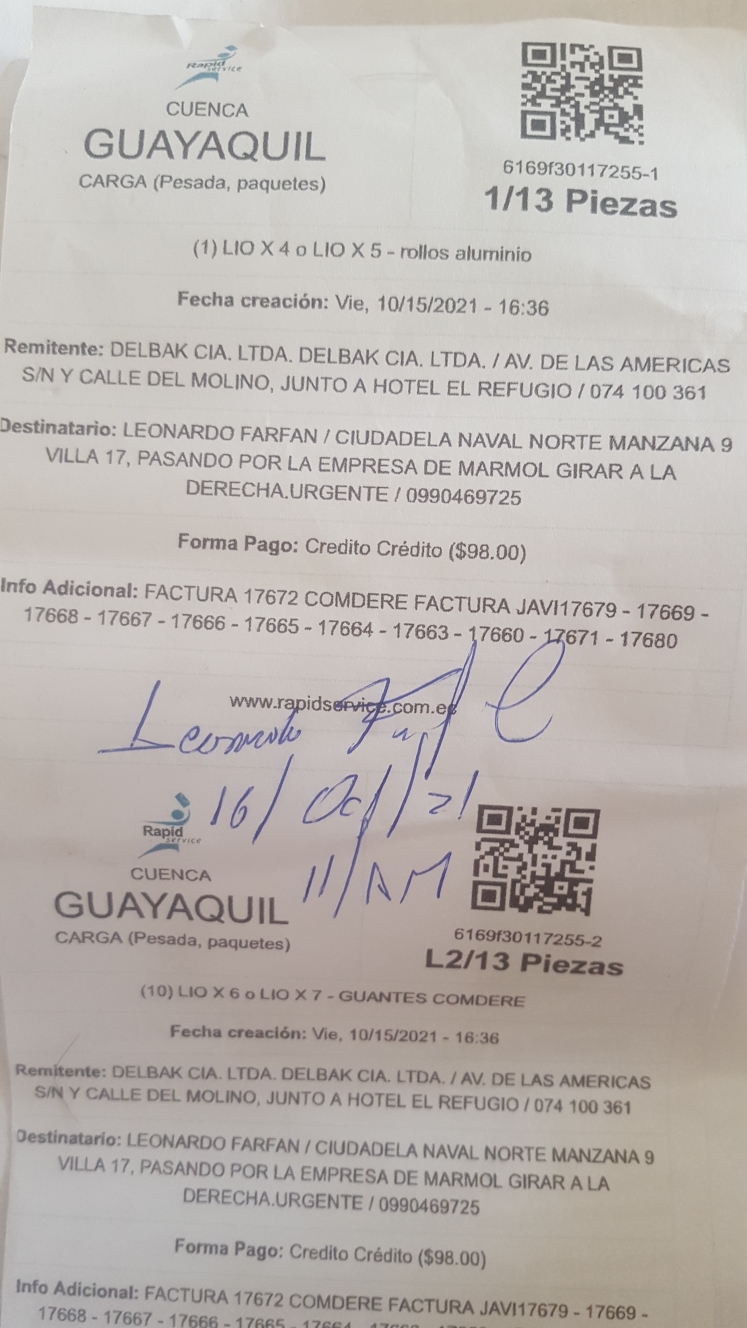 Rapid
service
CUENCA
GUAYAQUIL
CARGA (Pesada, paquetes)
6169f30117255-1
1/13 Piezas
(1) LIO X 4 o LIO X 5 - rollos aluminio
Fecha creación: Vie, 10/15/2021 - 16:36
Remitente: DELBAK CIA. LTDA. DELBAK CIA. LTDA. / AV. DE LAS AMERICAS
S/N Y CALLE DEL MOLINO, JUNTO A HOTEL EL REFUGIO / 074 100 361
Destinatario: LEONARDO FARFAN / CIUDADELA NAVAL NORTE MANZANA 9
VILLA 17, PASANDO POR LA EMPRESA DE MARMOL GIRAR A LA
DERECHA.URGENTE / 0990469725
Forma Pago: Credito Crédito ($98.00)
Info Adicional: FACTURA 17672 COMDERE FACTURA JAVI17679 - 17669 -
17668 - 17667 - 17666 - 17665 - 17664 - 17663 - 17660 - 17671 - 17680
www.rapidservice.com.ec
Leonardo
16/Oct/21
11/AM
Rapid
service
CUENCA
GUAYAQUIL
CARGA (Pesada, paquetes)
6169f30117255-2
L2/13 Piezas
(10) LIO X 6 o LIO X 7 - GUANTES COMDERE
Fecha creación: Vie, 10/15/2021 - 16:36
Remitente: DELBAK CIA. LTDA. DELBAK CIA. LTDA. / AV. DE LAS AMERICAS
S/N Y CALLE DEL MOLINO, JUNTO A HOTEL EL REFUGIO / 074 100 361
Destinatario: LEONARDO FARFAN / CIUDADELA NAVAL NORTE MANZANA 9
VILLA 17, PASANDO POR LA EMPRESA DE MARMOL GIRAR A LA
DERECHA.URGENTE / 0990469725
Forma Pago: Credito Crédito ($98.00)
Info Adicional: FACTURA 17672 COMDERE FACTURA JAVI17679 - 17669 -
17668 - 17667 - 17666 - 17665 - 17664